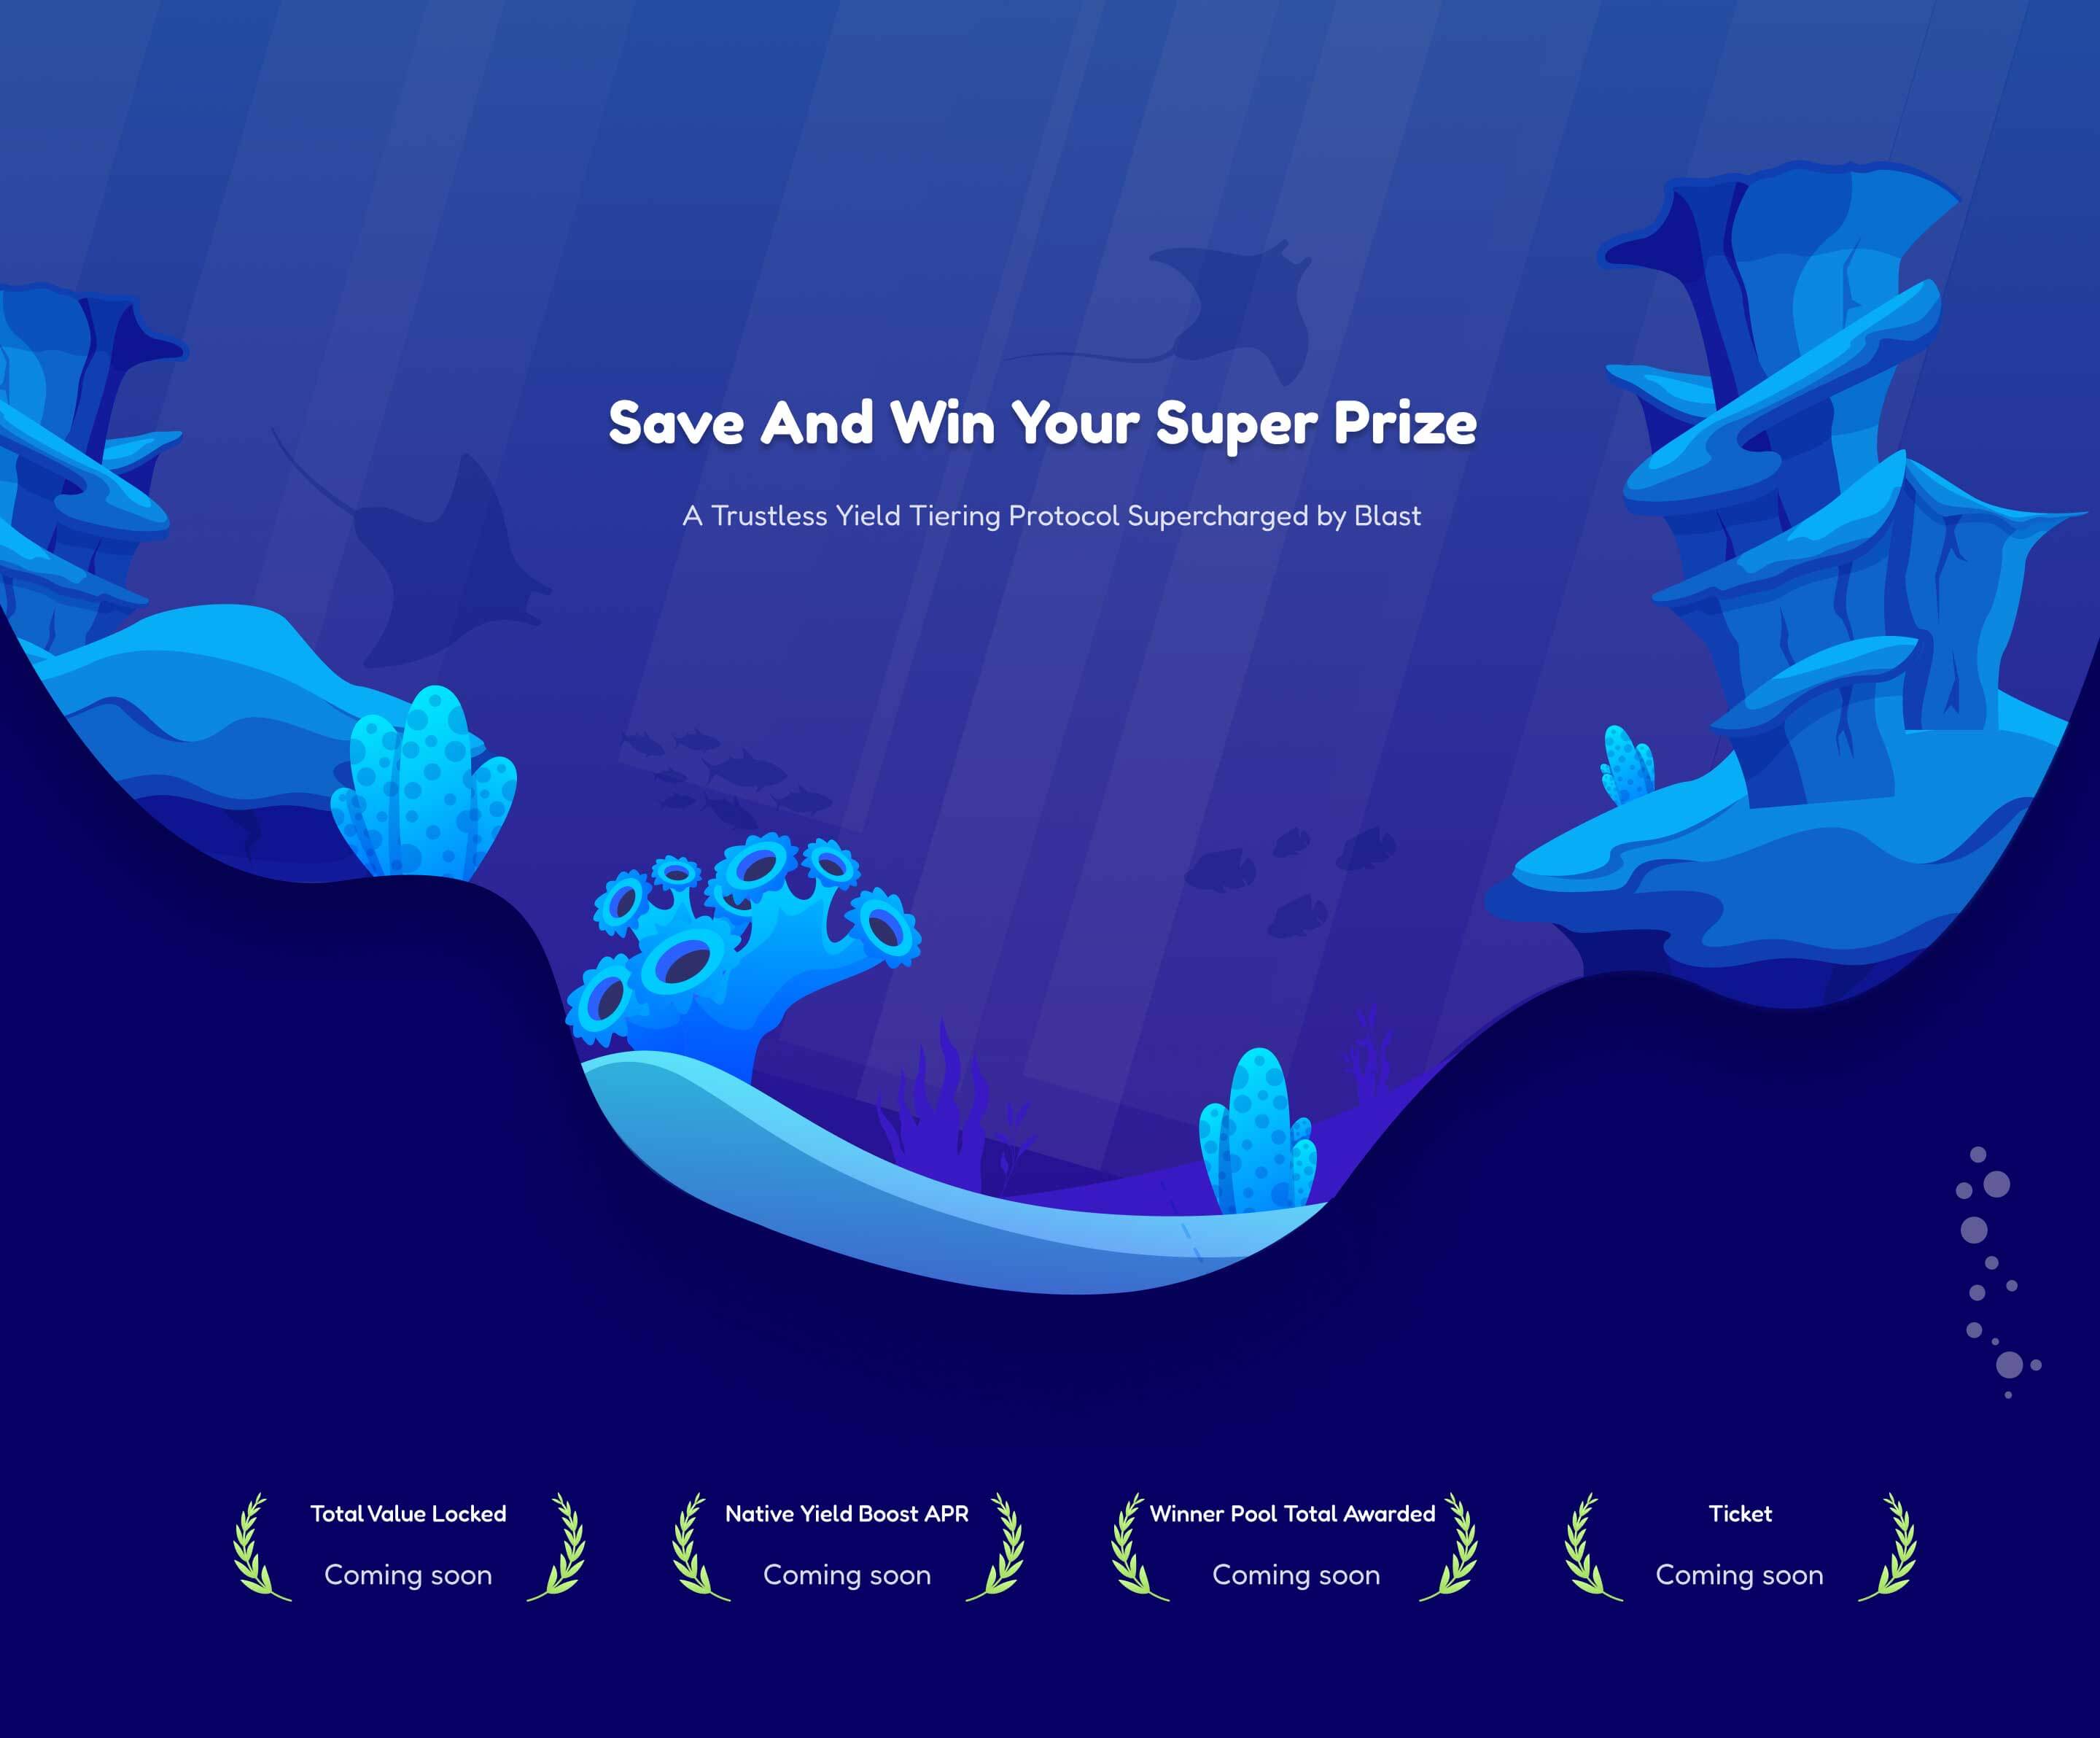 Save And Win Your Super Prize
A Trustless Yield Tiering Protocol Supercharged by Blast
Total Value Locked
Coming soon
Native Yield Boost APR
Coming soon
Winner Pool Total Awarded
Coming soon
Ticket
Coming soon